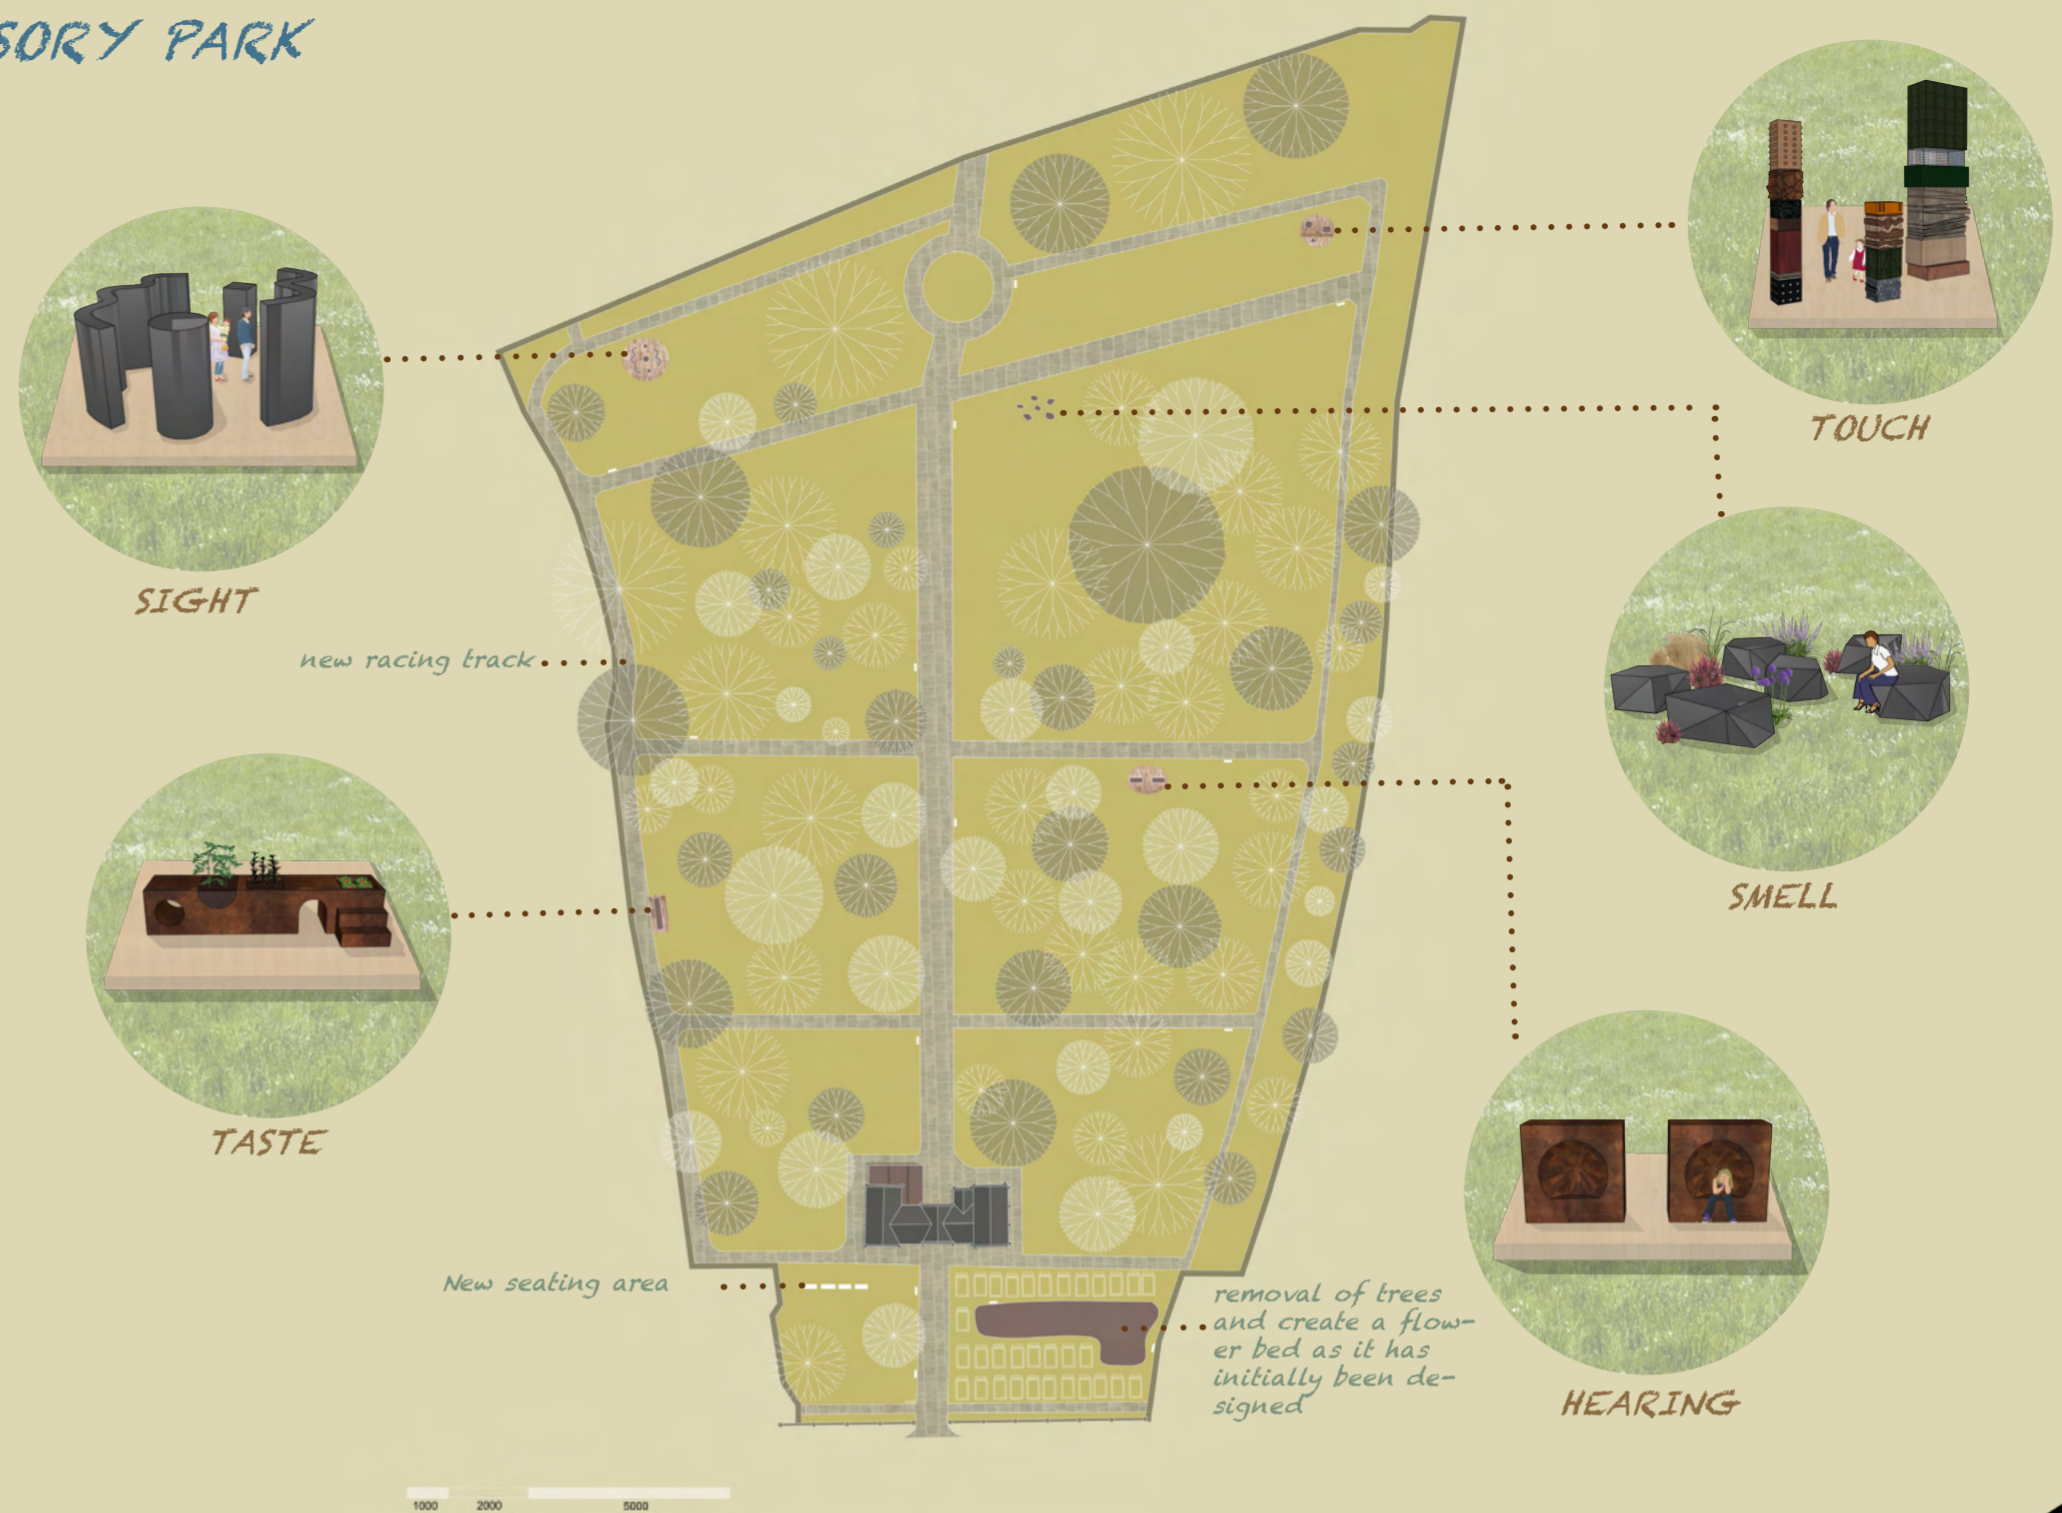 SORY PARK
TOUCH
SIGHT
new racing track
SMELL
TASTE
New seating area
removal of trees
and create a flow-
er bed as it has
initially been de-
signed
HEARING
1000 2000 5000